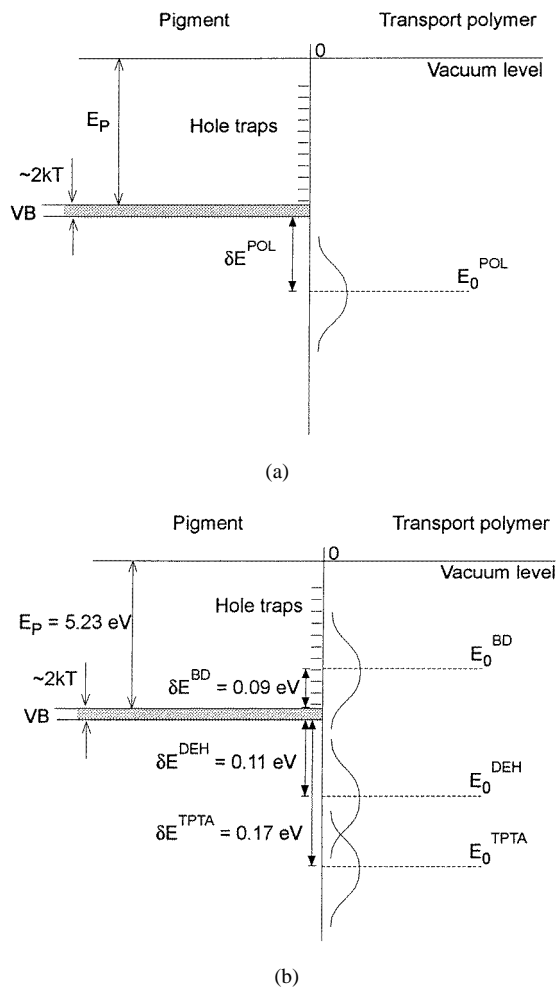 Pigment Transport polymer
0
Vacuum level
E_P
Hole traps
~2kT
VB
δE^POL
E_0^POL
(a)
Pigment Transport polymer
0
Vacuum level
Hole traps
E_P = 5.23 eV
E_0^BD
~2kT
δE^BD = 0.09 eV
VB
δE^DEH = 0.11 eV
E_0^DEH
δE^TPTA = 0.17 eV
E_0^TPTA
(b)